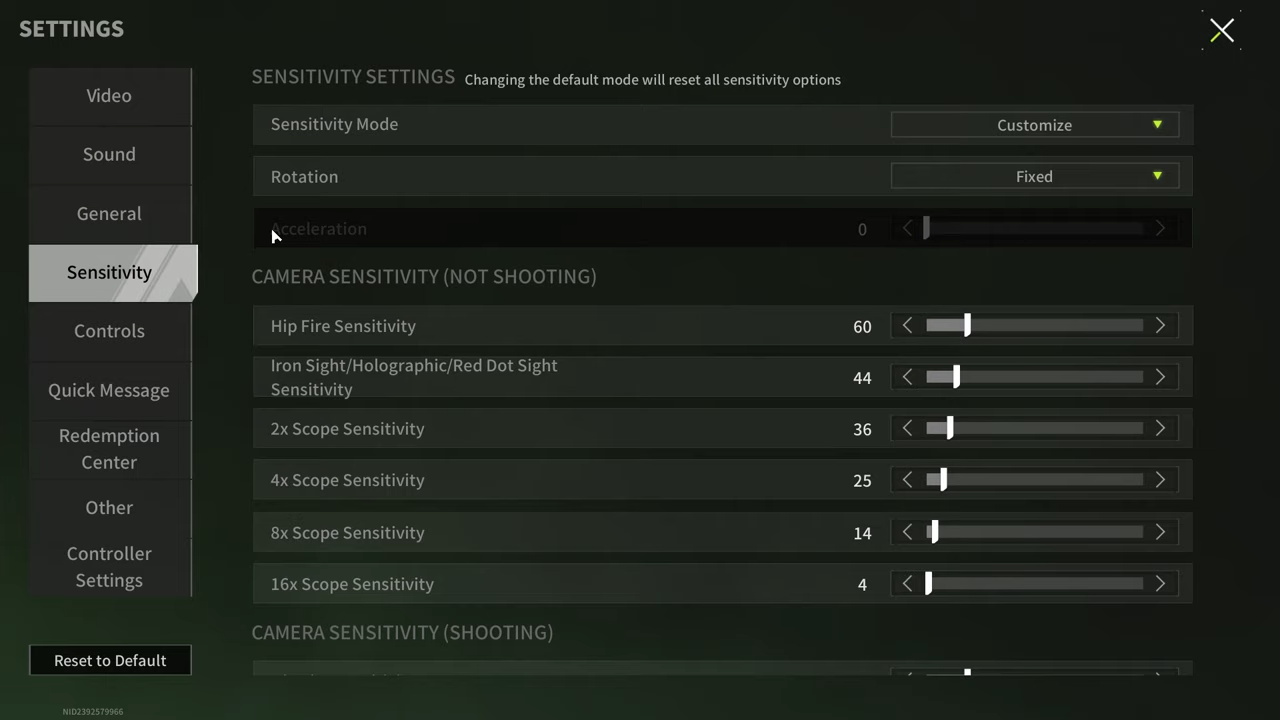 SETTINGS
Video
Sound
General
Sensitivity
Controls
Quick Message
Redemption
Center
Other
Controller
Settings
Reset to Default
NID2392579966
SENSITIVITY SETTINGS Changing the default mode will reset all sensitivity options
Sensitivity Mode Customize
Rotation Fixed
Acceleration 0
CAMERA SENSITIVITY (NOT SHOOTING)
Hip Fire Sensitivity 60
Iron Sight/Holographic/Red Dot Sight
Sensitivity 44
2x Scope Sensitivity 36
4x Scope Sensitivity 25
8x Scope Sensitivity 14
16x Scope Sensitivity 4
CAMERA SENSITIVITY (SHOOTING)